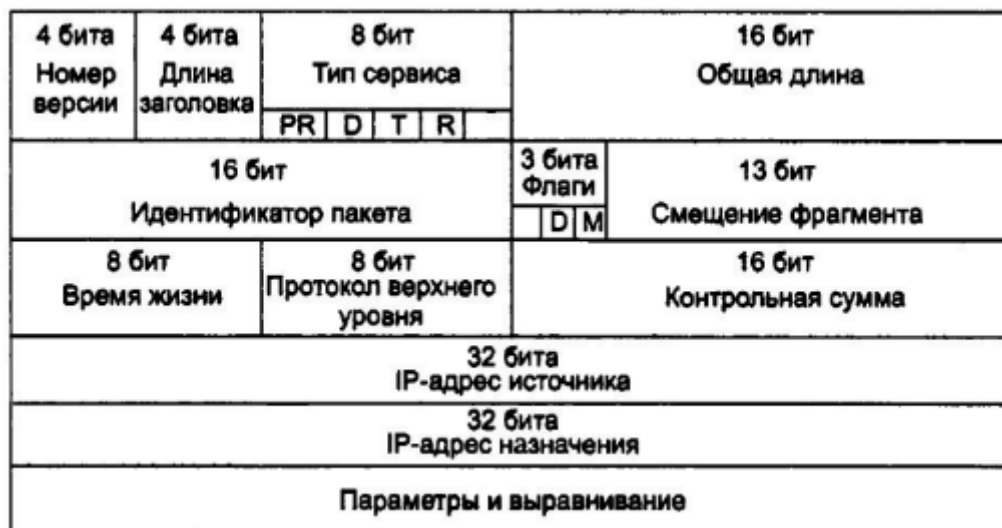 4 бита
Номер
версии
4 бита
Длина
заголовка
8 бит
Тип сервиса
PR D T R
16 бит
Общая длина
16 бит
Идентификатор пакета
3 бита
Флаги
D M
13 бит
Смещение фрагмента
8 бит
Время жизни
8 бит
Протокол верхнего
уровня
16 бит
Контрольная сумма
32 бита
IP-адрес источника
32 бита
IP-адрес назначения
Параметры и выравнивание